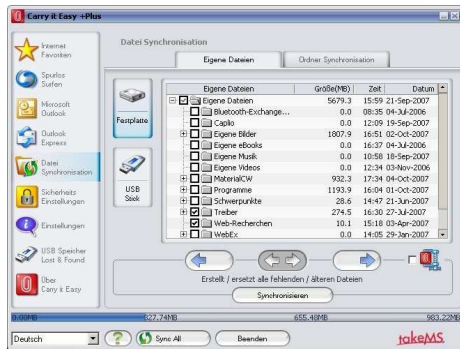 Carry it Easy +Plus
Internet
Favoriten
Spurlos
Surfen
Microsoft
Outlook
Outlook
Express
Datei
Synchronisation
Sicherheits
Einstellungen
Einstellungen
USB Speicher
Lost & Found
Über
Carry it Easy
Datei Synchronisation
Eigene Dateien Ordner Synchronisation
Festplatte
USB
Stick
Eigene Dateien Größe(MB) Zeit Datum
Eigene Dateien 5679.3 15:59 21-Sep-2007
Bluetooth-Exchange... 0.0 08:35 04-Jul-2006
Caplio 0.0 12:09 19-Sep-2007
Eigene Bilder 1807.9 16:51 02-Oct-2007
Eigene eBooks 0.0 16:37 04-Jul-2006
Eigene Musik 0.0 10:58 18-Sep-2007
Eigene Videos 0.0 12:34 03-Nov-2006
MaterialCW 932.3 17:34 04-Oct-2007
Programme 1193.9 16:04 01-Oct-2007
Schwerpunkte 28.6 14:47 21-Jun-2007
Treiber 274.5 16:30 27-Jul-2007
Web-Recherchen 10.1 15:18 03-Apr-2007
WebEx 0.0 14:05 29-Jan-2007
Erstellt / ersetzt alle fehlenden / älteren Dateien
Synchronisieren
0.00MB 327.74MB 655.48MB 983.22MB
Deutsch ? Sync All Beenden takeMS